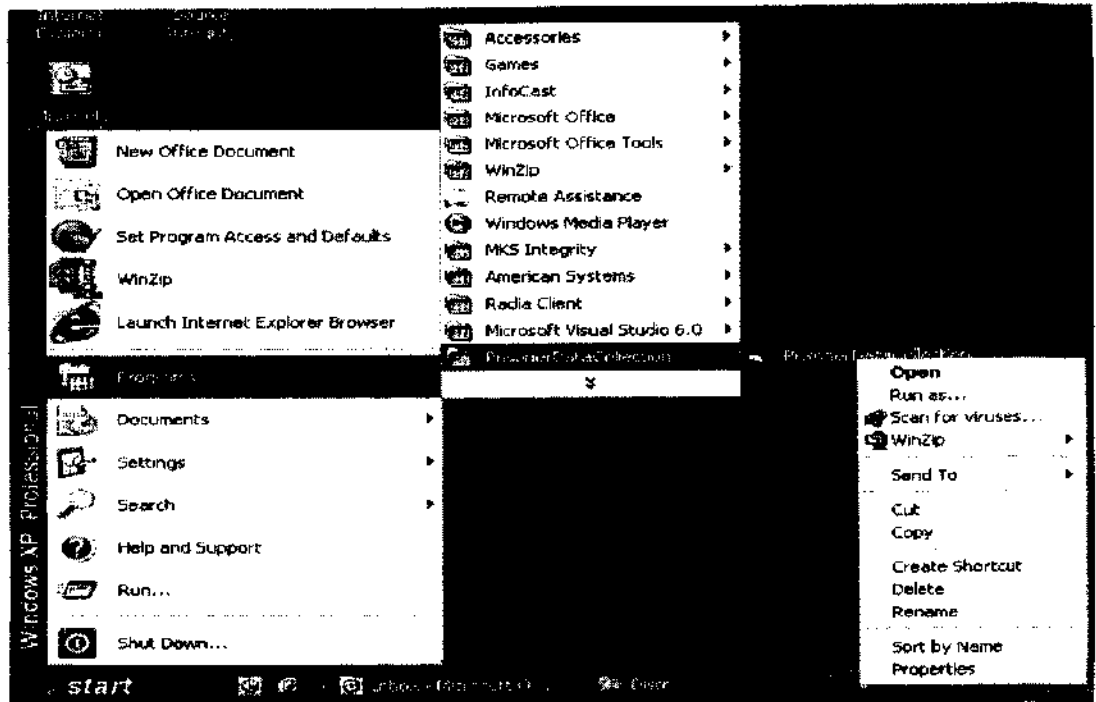 Accessories
Games
InfoCast
Microsoft Office
Microsoft Office Tools
WinZip
Remote Assistance
Windows Media Player
MKS Integrity
American Systems
Radia Client
Microsoft Visual Studio 6.0
New Office Document
Open Office Document
Set Program Access and Defaults
WinZip
Launch Internet Explorer Browser
Programs
Documents
Settings
Search
Help and Support
Run...
Shut Down...
Windows XP Professional
Open
Run as...
Scan for viruses...
WinZip
Send To
Cut
Copy
Create Shortcut
Delete
Rename
Sort by Name
Properties
start